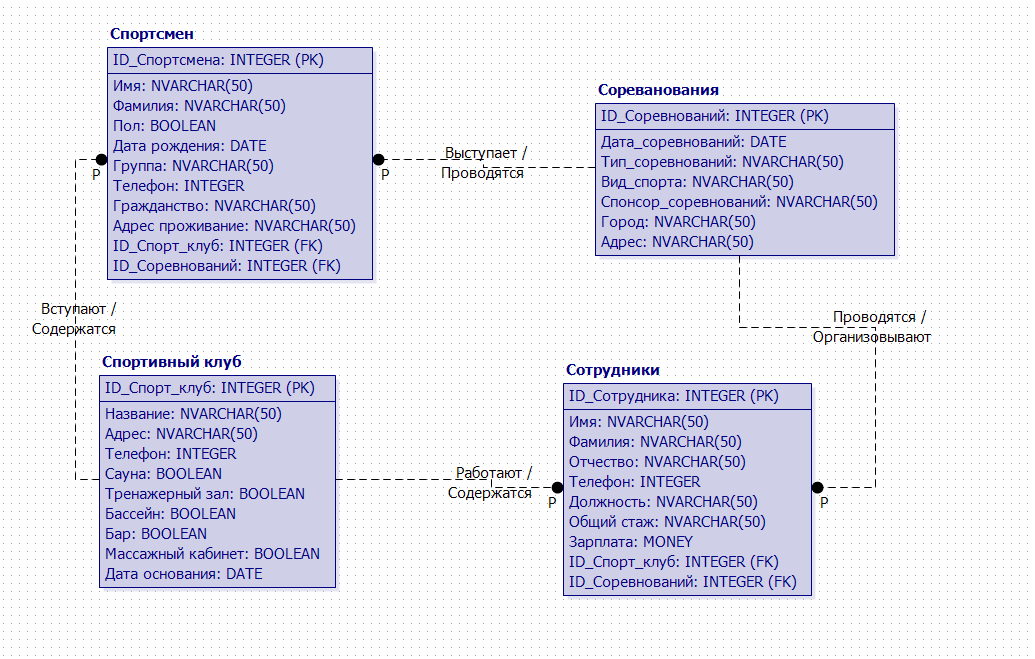 Спортсмен
ID_Спортсмена: INTEGER (PK)
Имя: NVARCHAR(50)
Фамилия: NVARCHAR(50)
Пол: BOOLEAN
Дата рождения: DATE
Группа: NVARCHAR(50)
Телефон: INTEGER
Гражданство: NVARCHAR(50)
Адрес проживание: NVARCHAR(50)
ID_Спорт_клуб: INTEGER (FK)
ID_Соревнований: INTEGER (FK)
P
P
Выступает /
Проводятся
Сореванования
ID_Соревнований: INTEGER (PK)
Дата_соревнований: DATE
Тип_соревнований: NVARCHAR(50)
Вид_спорта: NVARCHAR(50)
Спонсор_соревнований: NVARCHAR(50)
Город: NVARCHAR(50)
Адрес: NVARCHAR(50)
Вступают /
Содержатся
Проводятся /
Организовывают
Спортивный клуб
ID_Спорт_клуб: INTEGER (PK)
Название: NVARCHAR(50)
Адрес: NVARCHAR(50)
Телефон: INTEGER
Сауна: BOOLEAN
Тренажерный зал: BOOLEAN
Бассейн: BOOLEAN
Бар: BOOLEAN
Массажный кабинет: BOOLEAN
Дата основания: DATE
Работают /
Содержатся
P
Сотрудники
ID_Сотрудника: INTEGER (PK)
Имя: NVARCHAR(50)
Фамилия: NVARCHAR(50)
Отчество: NVARCHAR(50)
Телефон: INTEGER
Должность: NVARCHAR(50)
Общий стаж: NVARCHAR(50)
Зарплата: MONEY
ID_Спорт_клуб: INTEGER (FK)
ID_Соревнований: INTEGER (FK)
P